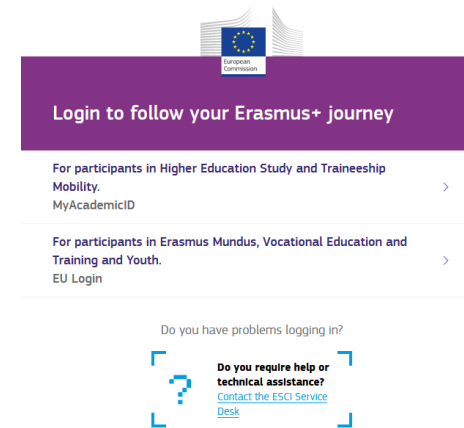 European
Commission
Login to follow your Erasmus+ journey
For participants in Higher Education Study and Traineeship
Mobility.
MyAcademicID
For participants in Erasmus Mundus, Vocational Education and
Training and Youth.
EU Login
Do you have problems logging in?
?
Do you require help or
technical assistance?
Contact the ESCI Service
Desk